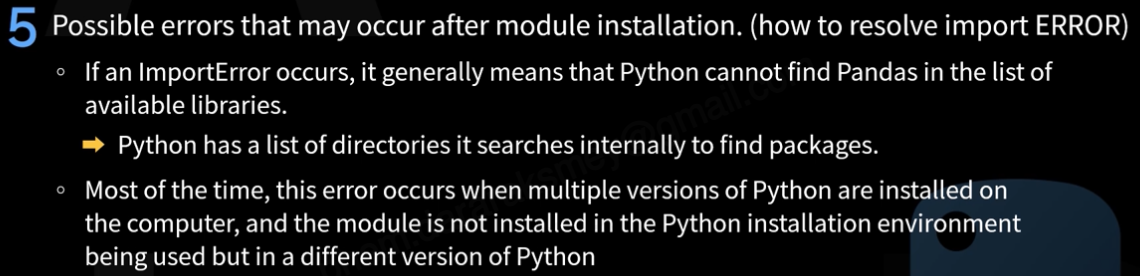 5 Possible errors that may occur after module installation. (how to resolve import ERROR)
◦ If an ImportError occurs, it generally means that Python cannot find Pandas in the list of
available libraries.
➡ Python has a list of directories it searches internally to find packages.
◦ Most of the time, this error occurs when multiple versions of Python are installed on
the computer, and the module is not installed in the Python installation environment
being used but in a different version of Python